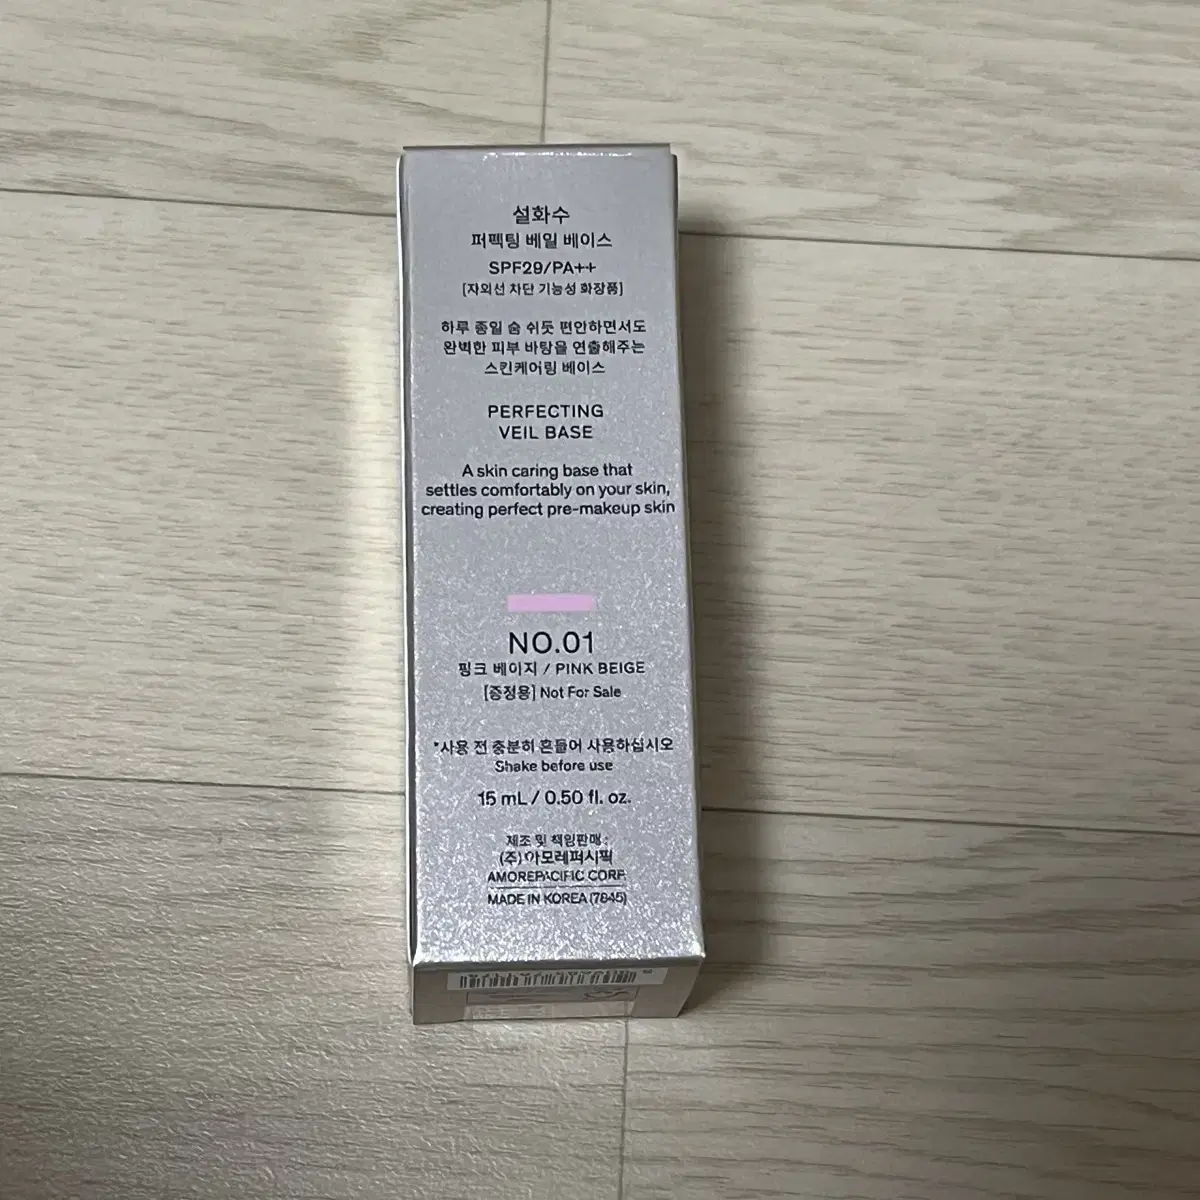 설화수
퍼펙팅 베일 베이스
SPF29/PA++
[자외선 차단 기능성 화장품]
하루 종일 숨 쉬듯 편안하면서도
완벽한 피부 바탕을 연출해주는
스킨케어링 베이스
PERFECTING
VEIL BASE
A skin caring base that
settles comfortably on your skin,
creating perfect pre-makeup skin
NO.01
핑크 베이지 / PINK BEIGE
[증정용] Not For Sale
*사용 전 충분히 흔들어 사용하십시오
Shake before use
15 mL / 0.50 fl. oz.
제조 및 책임판매 :
(주)아모레퍼시픽
AMOREPACIFIC CORP.
MADE IN KOREA (7845)